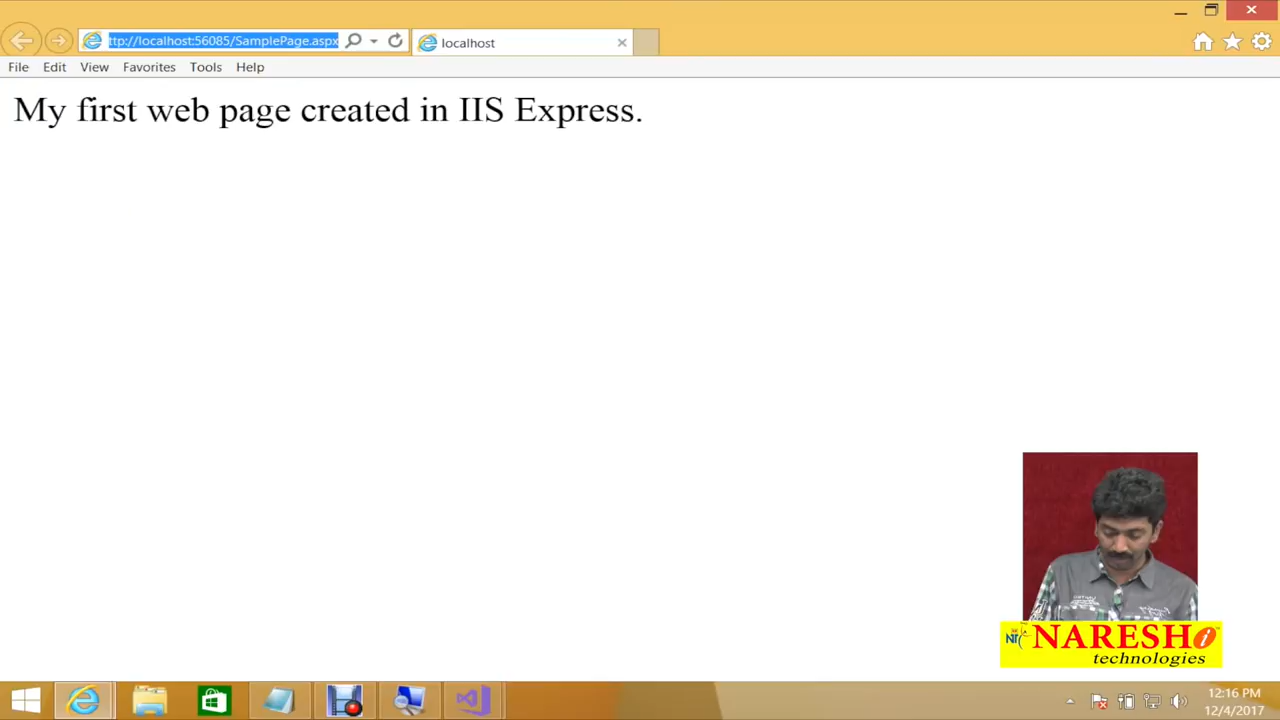 ttp://localhost:56085/SamplePage.aspx
localhost
File Edit View Favorites Tools Help
My first web page created in IIS Express.
NARESH i
technologies
12:16 PM
12/4/2017